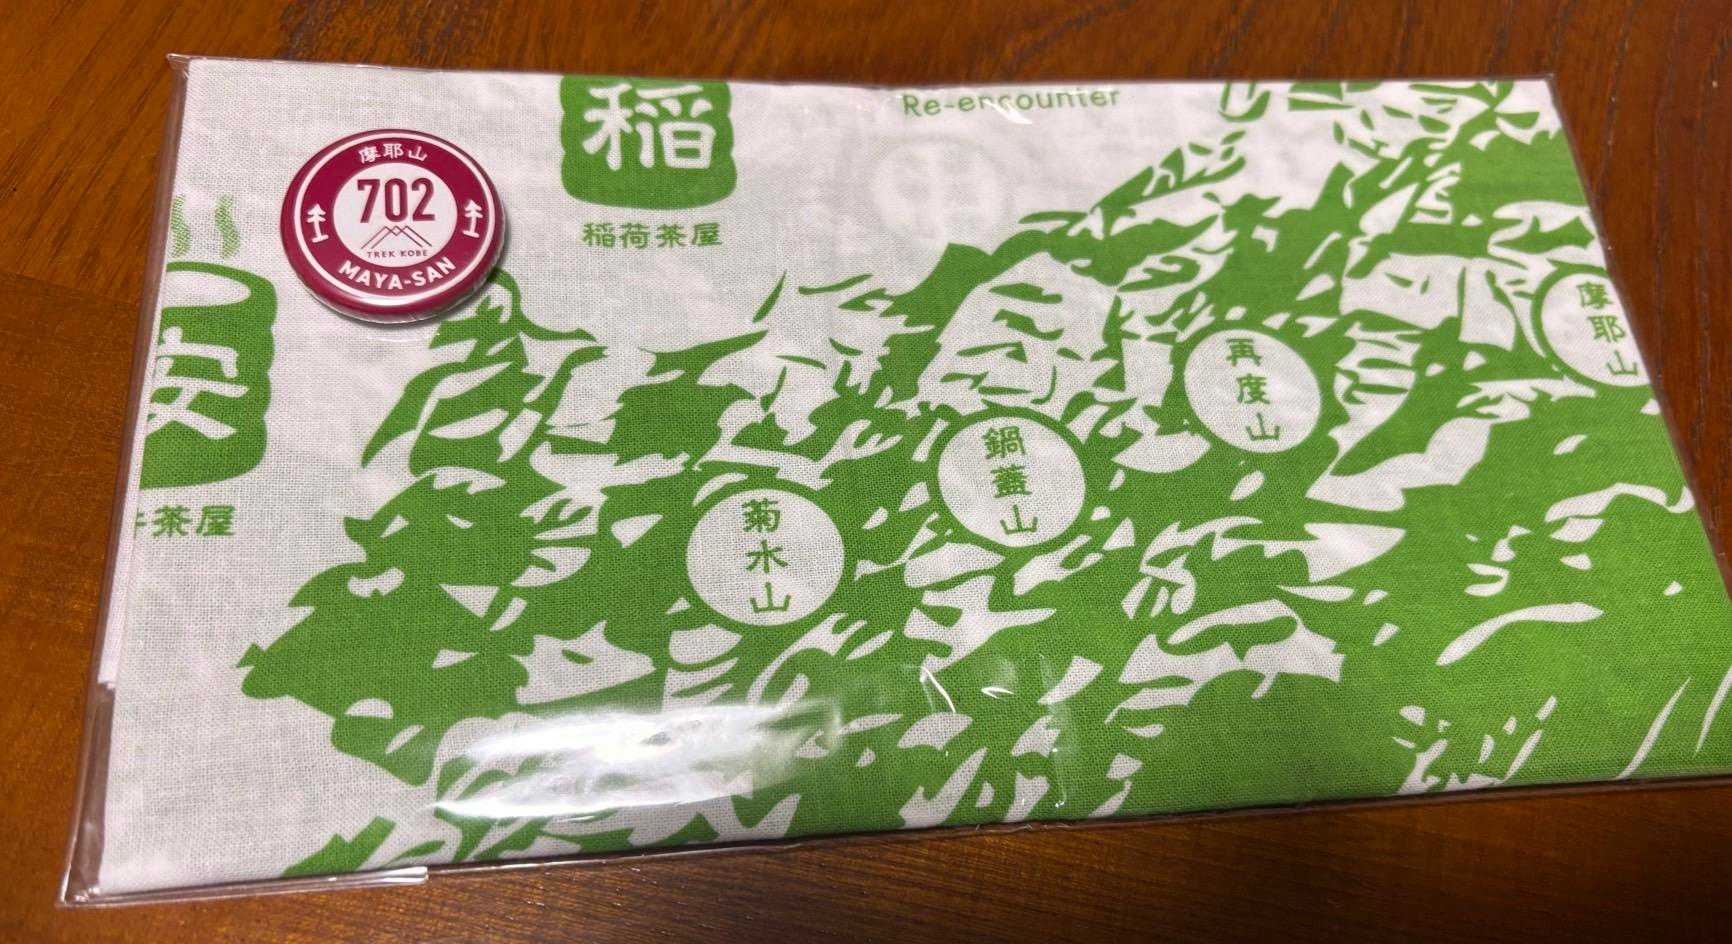 摩耶山
702
TREK KOBE
MAYA-SAN
稲
稲荷茶屋
Re-encounter
安
茶屋
菊水山
鍋蓋山
再度山
摩耶山